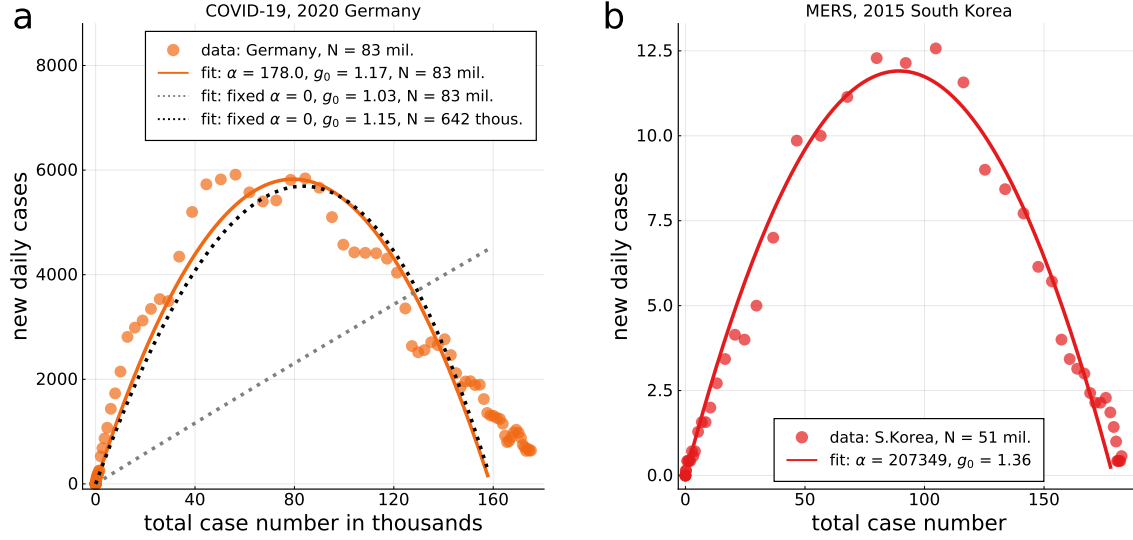 a
COVID-19, 2020 Germany
data: Germany, N = 83 mil.
fit: α = 178.0, g₀ = 1.17, N = 83 mil.
fit: fixed α = 0, g₀ = 1.03, N = 83 mil.
fit: fixed α = 0, g₀ = 1.15, N = 642 thous.
new daily cases
8000
6000
4000
2000
0
0
40
80
120
160
total case number in thousands
b
MERS, 2015 South Korea
new daily cases
12.5
10.0
7.5
5.0
2.5
0.0
data: S.Korea, N = 51 mil.
fit: α = 207349, g₀ = 1.36
0
50
100
150
total case number